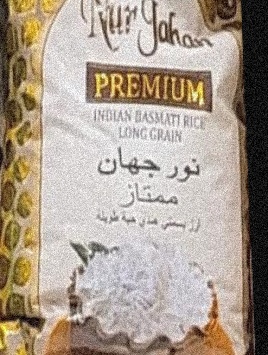 Nur Jahan
PREMIUM
INDIAN BASMATI RICE
LONG GRAIN
نور جهان
ممتاز
أرز بسمتي هندي حبة طويلة